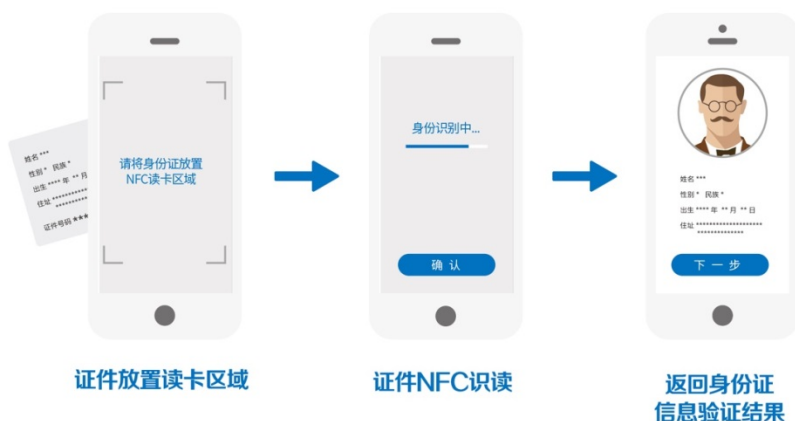 姓名 ***
性别 * 民族 *
出生 **** 年 ** 月
住址 ************
***********
证件号码 ***
请将身份证放置
NFC读卡区域
证件放置读卡区域
身份识别中...
确 认
证件NFC识读
姓名 ***
性别 * 民族 *
出生 **** 年 ** 月 ** 日
住址 *******************
**************
下 一 步
返回身份证
信息验证结果